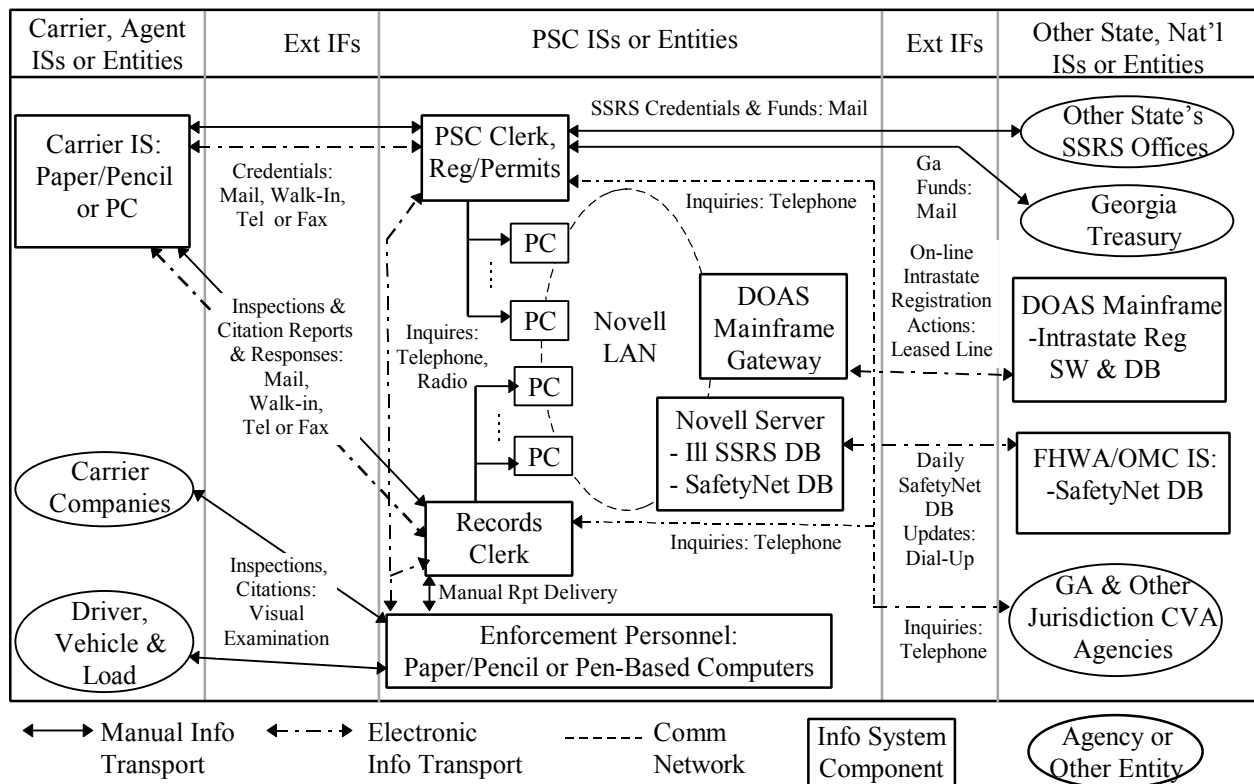 Carrier, Agent
ISs or Entities
Ext IFs
PSC ISs or Entities
Ext IFs
Other State, Nat'l
ISs or Entities
Carrier IS:
Paper/Pencil
or PC
Credentials:
Mail, Walk-In,
Tel or Fax
PSC Clerk,
Reg/Permits
SSRS Credentials & Funds: Mail
Other State's
SSRS Offices
Ga
Funds:
Mail
Georgia
Treasury
Inquiries: Telephone
PC
PC
PC
PC
Novell
LAN
DOAS
Mainframe
Gateway
On-line
Intrastate
Registration
Actions:
Leased Line
DOAS Mainframe
-Intrastate Reg
SW & DB
Inspections &
Citation Reports
& Responses:
Mail,
Walk-in,
Tel or Fax
Inquires:
Telephone,
Radio
Novell Server
- Ill SSRS DB
- SafetyNet DB
Daily
SafetyNet
DB
Updates:
Dial-Up
FHWA/OMC IS:
-SafetyNet DB
Carrier
Companies
Records
Clerk
Inquiries: Telephone
Inspections,
Citations:
Visual
Examination
Manual Rpt Delivery
Driver,
Vehicle &
Load
Enforcement Personnel:
Paper/Pencil or Pen-Based Computers
Inquiries:
Telephone
GA & Other
Jurisdiction CVA
Agencies
Manual Info
Transport
Electronic
Info Transport
Comm
Network
Info System
Component
Agency or
Other Entity